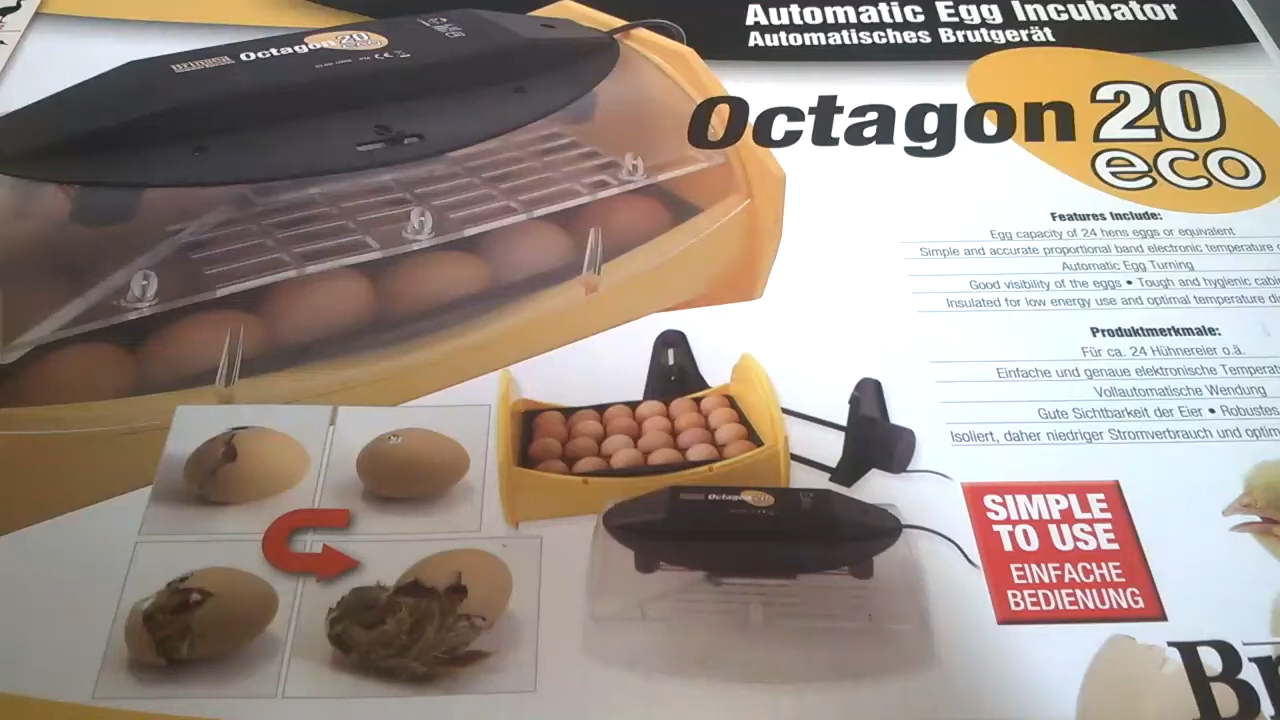 Automatic Egg Incubator
Automatisches Brutgerät
Octagon 20
eco
Octagon 20
eco
Features Include:
Egg capacity of 24 hens eggs or equivalent
Simple and accurate proportional band electronic temperature
Automatic Egg Turning
Good visibility of the eggs • Tough and hygienic
Insulated for low energy use and optimal temperature
Produktmerkmale:
Für ca. 24 Hühnereier o.ä.
Einfache und genaue elektronische
Vollautomatische Wendung
Gute Sichtbarkeit der Eier • Robustes
Isoliert, daher niedriger Stromverbrauch und
Octagon 20
SIMPLE
TO USE
EINFACHE
BEDIENUNG